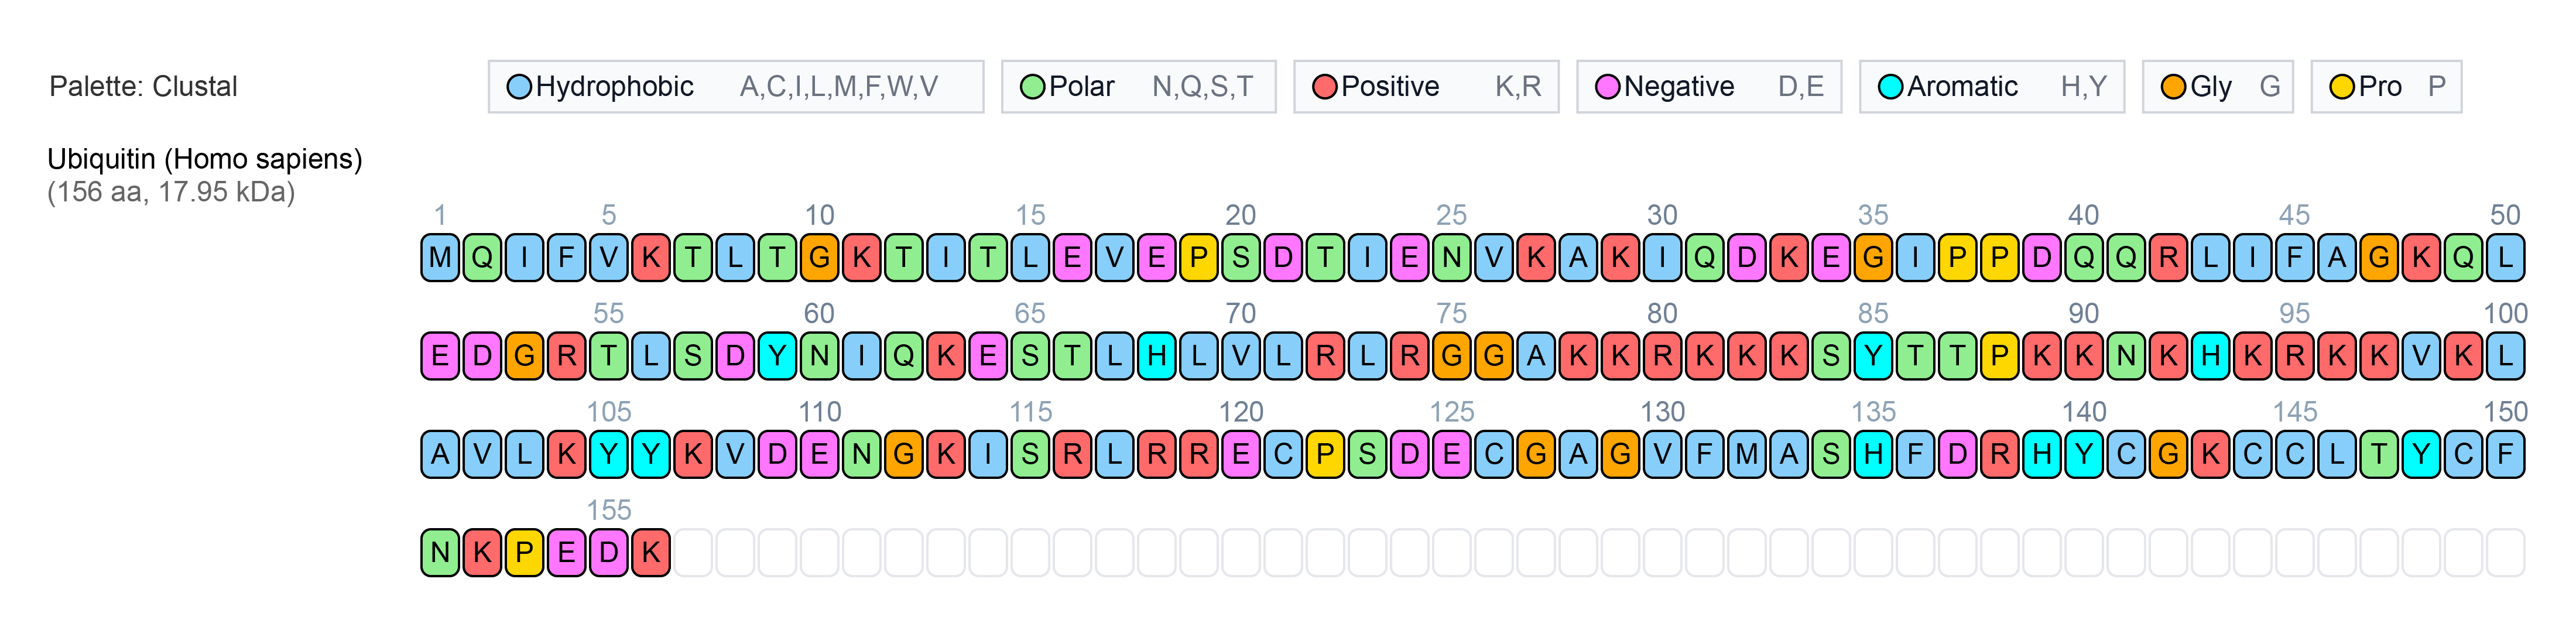 Palette: Clustal Hydrophobic A,C,I,L,M,F,W,V Polar N,Q,S,T Positive K,R Negative D,E Aromatic H,Y Gly G Pro P
Ubiquitin (Homo sapiens)
(156 aa, 17.95 kDa)
1 5 10 15 20 25 30 35 40 45 50
M Q I F V K T L T G K T I T L E V E P S D T I E N V K A K I Q D K E G I P P D Q Q R L I F A G K Q L
55 60 65 70 75 80 85 90 95 100
E D G R T L S D Y N I Q K E S T L H L V L R L R G G A K K R K K K S Y T T P K K N K H K R K K V K L
105 110 115 120 125 130 135 140 145 150
A V L K Y Y K V D E N G K I S R L R R E C P S D E C G A G V F M A S H F D R H Y C G K C C L T Y C F
155
N K P E D K